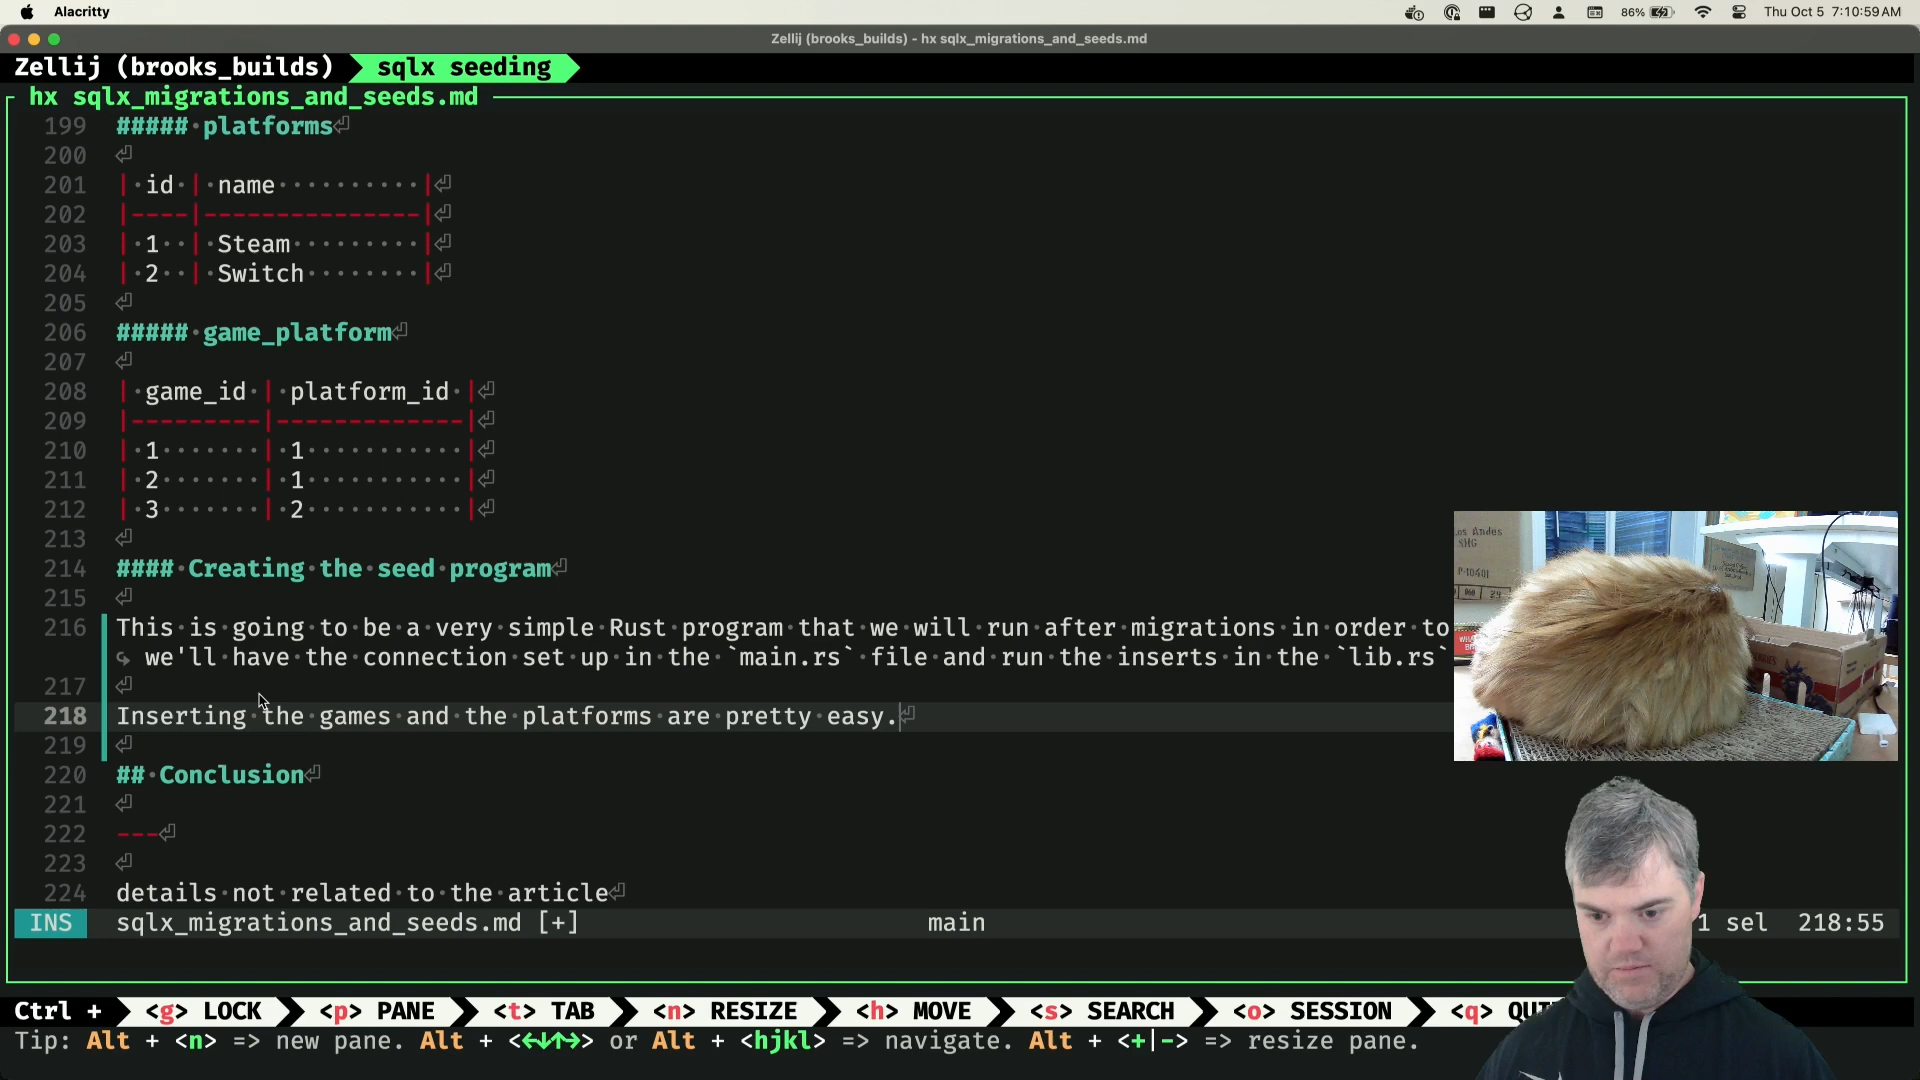 Alacritty
86%
Thu Oct 5 7:10:59 AM
Zellij (brooks_builds) - hx sqlx_migrations_and_seeds.md
Zellij (brooks_builds) sqlx seeding
hx sqlx_migrations_and_seeds.md
199 ##### platforms
200
201 | id | name |
202 |----|---------------|
203 | 1 | Steam |
204 | 2 | Switch |
205
206 ##### game_platform
207
208 | game_id | platform_id |
209 |---------|-------------|
210 | 1 | 1 |
211 | 2 | 1 |
212 | 3 | 2 |
213
214 #### Creating the seed program
215
216 This is going to be a very simple Rust program that we will run after migrations in order to
we'll have the connection set up in the `main.rs` file and run the inserts in the `lib.rs`
217
218 Inserting the games and the platforms are pretty easy.
219
220 ## Conclusion
221
222 ---
223
224 details not related to the article
INS sqlx_migrations_and_seeds.md [+] main 1 sel 218:55
Ctrl + <g> LOCK <p> PANE <t> TAB <n> RESIZE <h> MOVE <s> SEARCH <o> SESSION <q>
Tip: Alt + <n> => new pane. Alt + <←↓↑→> or Alt + <hjkl> => navigate. Alt + <+|-> => resize pane.
Los Andes
SHG
P-10401